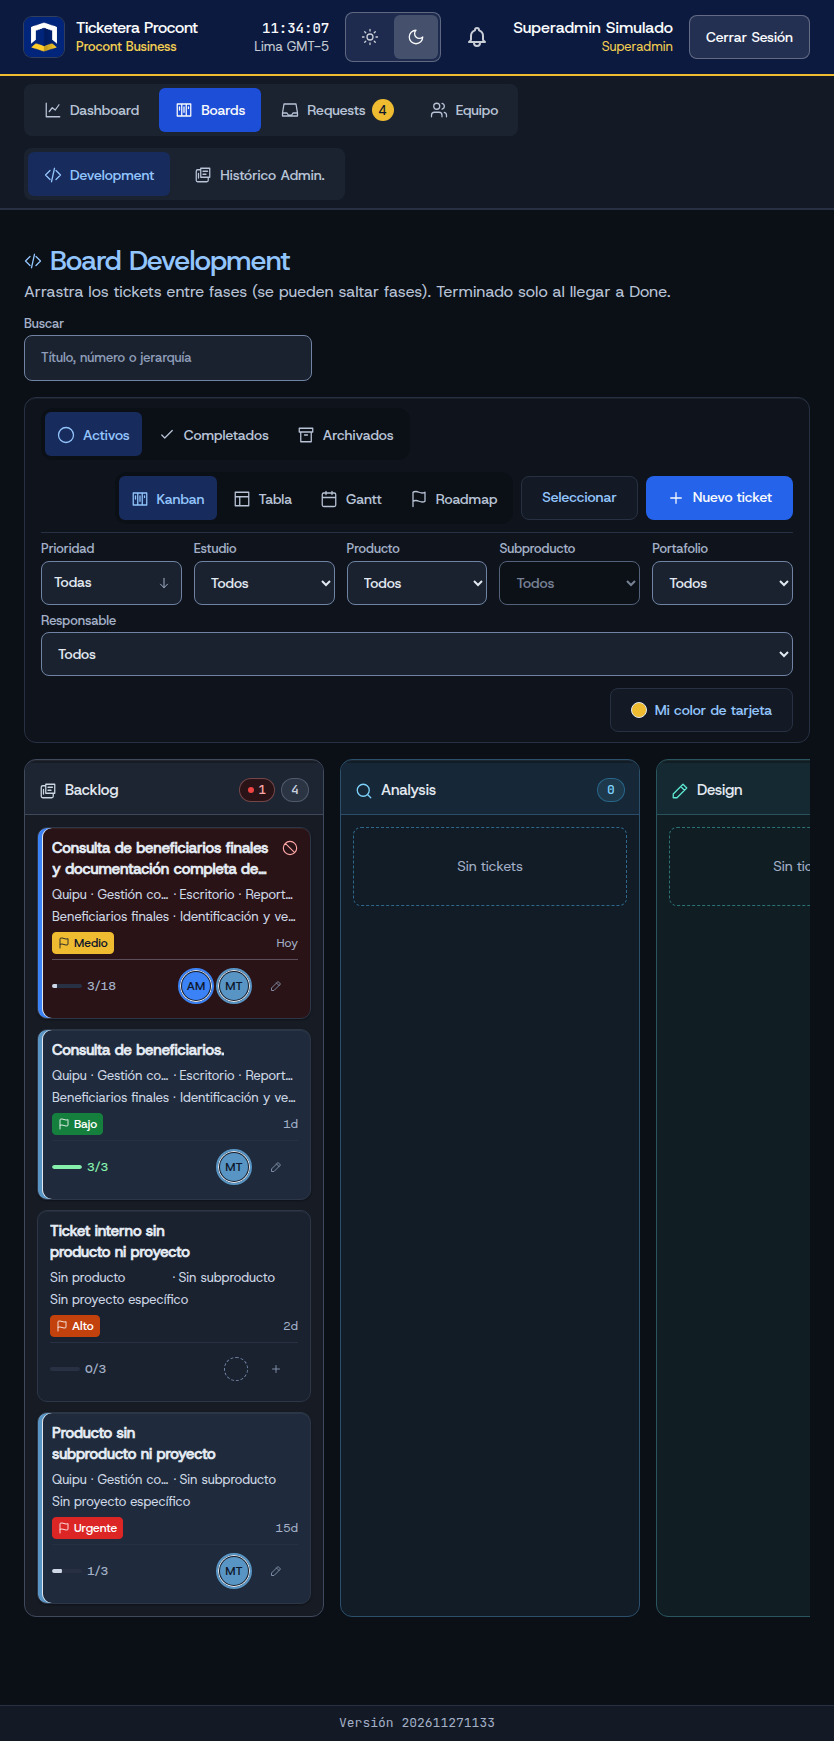 Ticketera Procont
Procont Business
11:34:07
Lima GMT-5
Superadmin Simulado
Superadmin
Cerrar Sesión
Dashboard
Boards
Requests 4
Equipo
Development
Histórico Admin.
Board Development
Arrastra los tickets entre fases (se pueden saltar fases). Terminado solo al llegar a Done.
Buscar
Título, número o jerarquía
Activos
Completados
Archivados
Kanban
Tabla
Gantt
Roadmap
Seleccionar
Nuevo ticket
Prioridad
Estudio
Producto
Subproducto
Portafolio
Todas
Todos
Todos
Todos
Todos
Responsable
Todos
Mi color de tarjeta
Backlog
1
4
Analysis
0
Design
Consulta de beneficiarios finales
y documentación completa de…
Quipu · Gestión co… · Escritorio · Report…
Beneficiarios finales · Identificación y ve…
Medio
Hoy
3/18
AM
MT
Consulta de beneficiarios.
Quipu · Gestión co… · Escritorio · Report…
Beneficiarios finales · Identificación y ve…
Bajo
1d
3/3
MT
Ticket interno sin
producto ni proyecto
Sin producto · Sin subproducto
Sin proyecto específico
Alto
2d
0/3
Producto sin
subproducto ni proyecto
Quipu · Gestión co… · Sin subproducto
Sin proyecto específico
Urgente
15d
1/3
MT
Sin tickets
Sin tic
Versión 202611271133